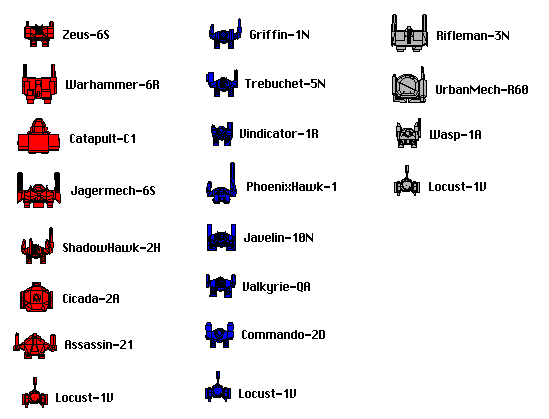 Zeus-6S
Warhammer-6R
Catapult-C1
Jagermech-6S
ShadowHawk-2H
Cicada-2A
Assassin-21
Locust-1V
Griffin-1N
Trebuchet-5N
Vindicator-1R
PhoenixHawk-1
Javelin-10N
Valkyrie-QA
Commando-2D
Locust-1V
Rifleman-3N
UrbanMech-R60
Wasp-1A
Locust-1V